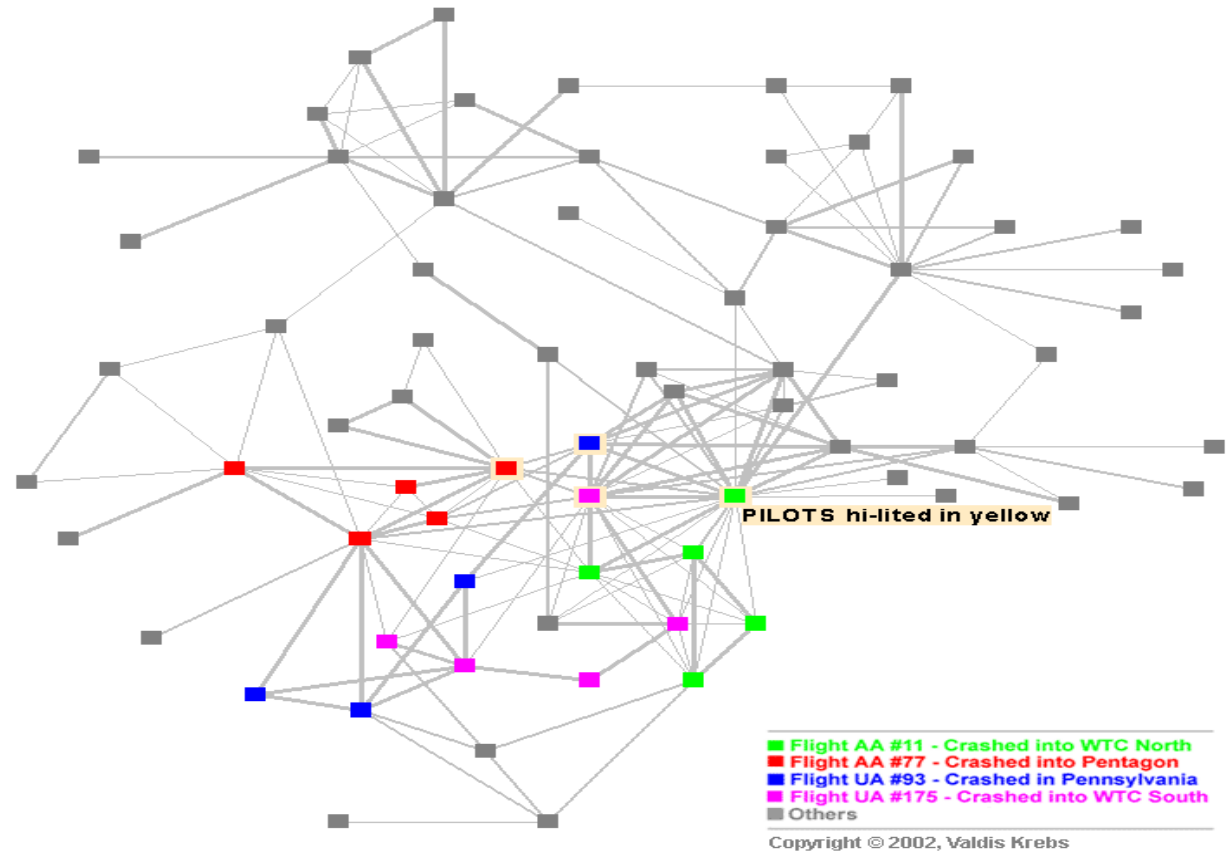 PILOTS hi-lited in yellow
Flight AA #11 - Crashed into WTC North
Flight AA #77 - Crashed into Pentagon
Flight UA #93 - Crashed in Pennsylvania
Flight UA #175 - Crashed into WTC South
Others
Copyright © 2002, Valdis Krebs